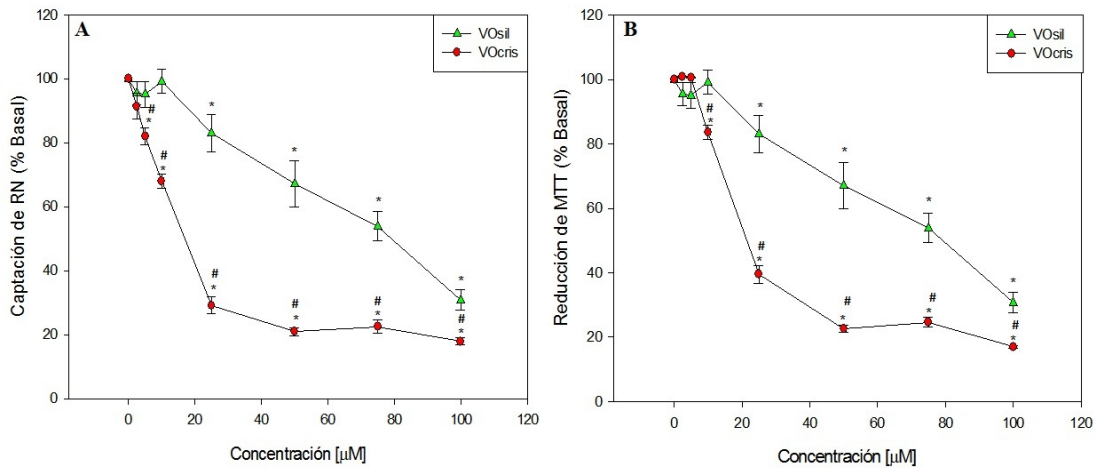 A
VOsil
VOcris
Captación de RN (% Basal)
120
100
80
60
40
20
0
# *
# *
*
*
*
*
# *
# *
# *
# *
0 20 40 60 80 100 120
Concentración [µM]
B
VOsil
VOcris
Reducción de MTT (% Basal)
120
100
80
60
40
20
0
# *
*
*
*
*
# *
# *
# *
# *
0 20 40 60 80 100 120
Concentración [µM]